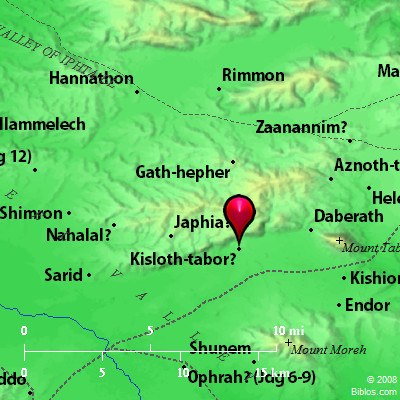 VALLEY OF IPHTAHEL
Hannathon
Rimmon
Ma
llammelech
Zaanannim?
g 12)
Gath-hepher
Aznoth-t
Hele
Shimron
Japhia?
Daberath
Nahalal?
Mount Tab
Kisloth-tabor?
Sarid
Kishion
Endor
0 5 10 mi
Shunem
Mount Moreh
ddo
Ophrah? (Jdg 6-9)
0 5 10 15 km
© 2008
Biblos.com